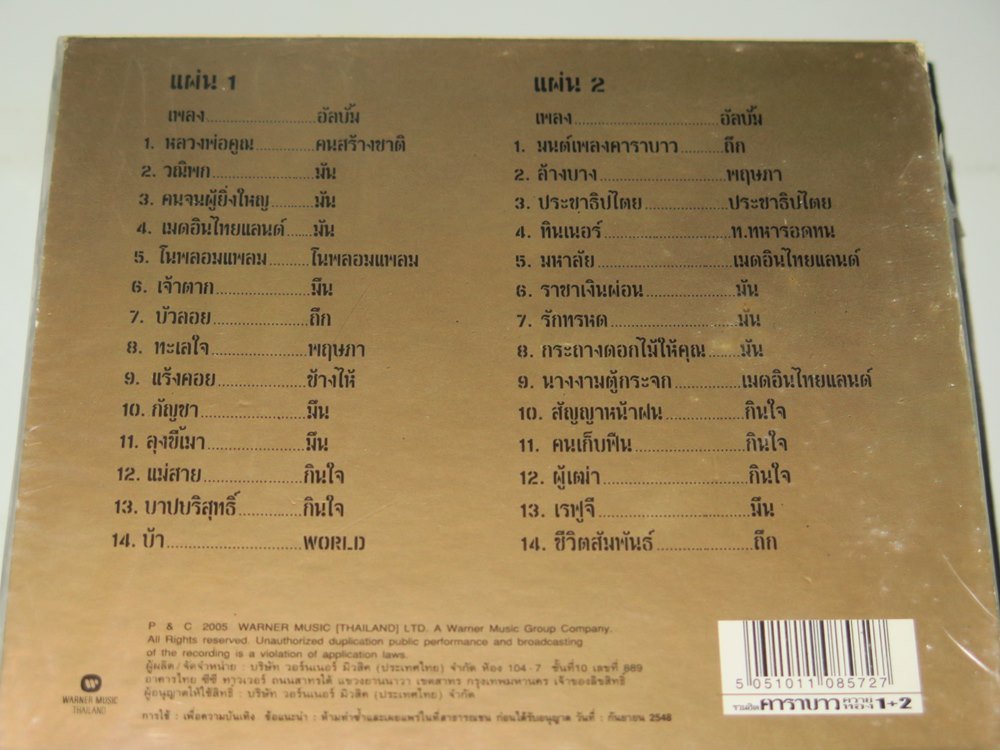 แผ่น 1
เพลง....................อัลบั้ม
1. หลวงพ่อคูณ............คนสร้างชาติ
2. วณิพก....................มัน
3. คนจนผู้ยิ่งใหญ่........มัน
4. เมดอินไทยแลนด์......มัน
5. โนพลอมแพลม.........โนพลอมแพลม
6. เจ้าตาก..................มึน
7. บัวลอย..................ถึก
8. ทะเลใจ..................พฤษภา
9. แร้งคอย.................ช้างไห้
10. กัญชา..................มึน
11. ลุงขี้เมา................มึน
12. แม่สาย.................กินใจ
13. บาปบริสุทธิ์...........กินใจ
14. บ้า......................WORLD
แผ่น 2
เพลง....................อัลบั้ม
1. มนต์เพลงคาราบาว.......ถึก
2. ล้างบาง..................พฤษภา
3. ประชาธิปไตย............ประชาธิปไตย
4. ทินเนอร์..................ท.ทหารอดทน
5. มหาลัย...................เมดอินไทยแลนด์
6. ราชาเงินผ่อน............มัน
7. รักทรหด..................มัน
8. กระถางดอกไม้ให้คุณ.....มัน
9. นางงามตู้กระจก.........เมดอินไทยแลนด์
10. สัญญาหน้าฝน..........กินใจ
11. คนเก็บฟืน..............กินใจ
12. ผู้เฒ่า...................กินใจ
13. เรฟูจี...................มึน
14. ชีวิตสัมพันธ์............ถึก
P & C 2005 WARNER MUSIC [THAILAND] LTD. A Warner Music Group Company.
All Rights reserved. Unauthorized duplication public performance and broadcasting
of the recording is a violation of application laws.
ผู้ผลิต/จัดจำหน่าย : บริษัท วอร์นเนอร์ มิวสิค (ประเทศไทย) จำกัด ห้อง 104-7 ชั้นที่10 เลขที่ 889
อาคารไทย ซีซี ทาวเวอร์ ถนนสาทรใต้ แขวงยานนาวา เขตสาทร กรุงเทพมหานคร เจ้าของลิขสิทธิ์
ผู้อนุญาตให้ใช้สิทธิ์ : บริษัท วอร์นเนอร์ มิวสิค (ประเทศไทย) จำกัด
การใช้ : เพื่อความบันเทิง ข้อแนะนำ : ห้ามทำซ้ำและเผยแพร่ในที่สาธารณชน ก่อนได้รับอนุญาต วันที่ : กันยายน 2548
WARNER MUSIC
THAILAND
5 051011 085727
รวมฮิต คาราบาว ควายทอง 1+2